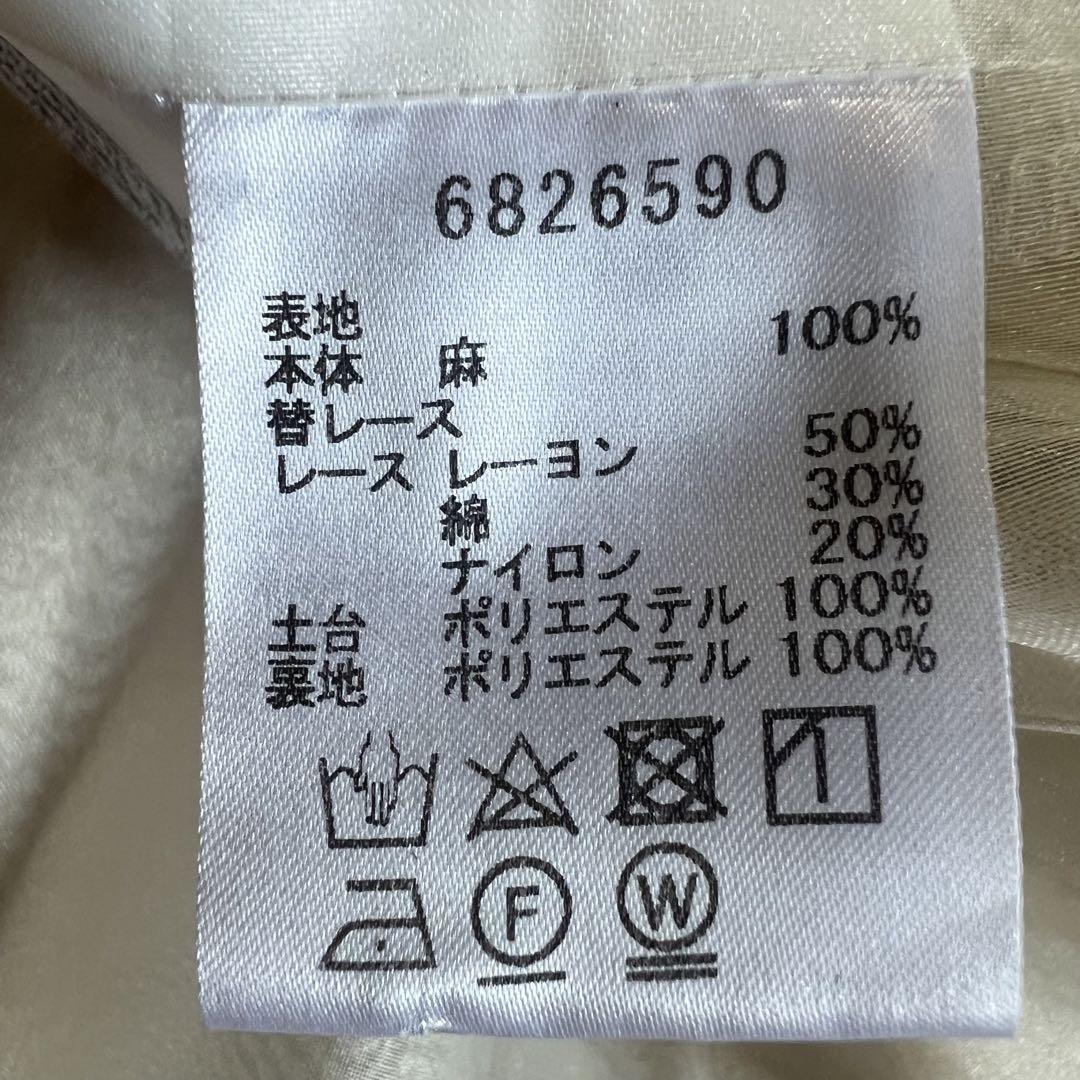 6826590
表地
本体 麻 100%
替レース
レース レーヨン 50%
綿 30%
ナイロン 20%
土台 ポリエステル 100%
裏地 ポリエステル 100%
F W